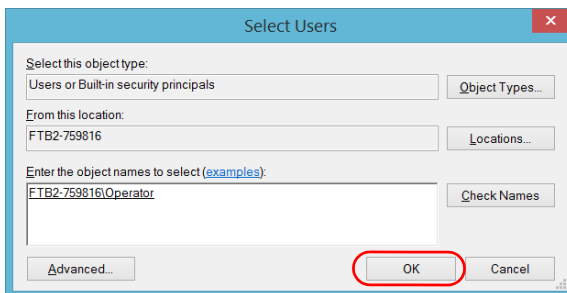 Select Users
Select this object type:
Users or Built-in security principals
Object Types...
From this location:
FTB2-759816
Locations...
Enter the object names to select (examples):
FTB2-759816\Operator
Check Names
Advanced...
OK
Cancel